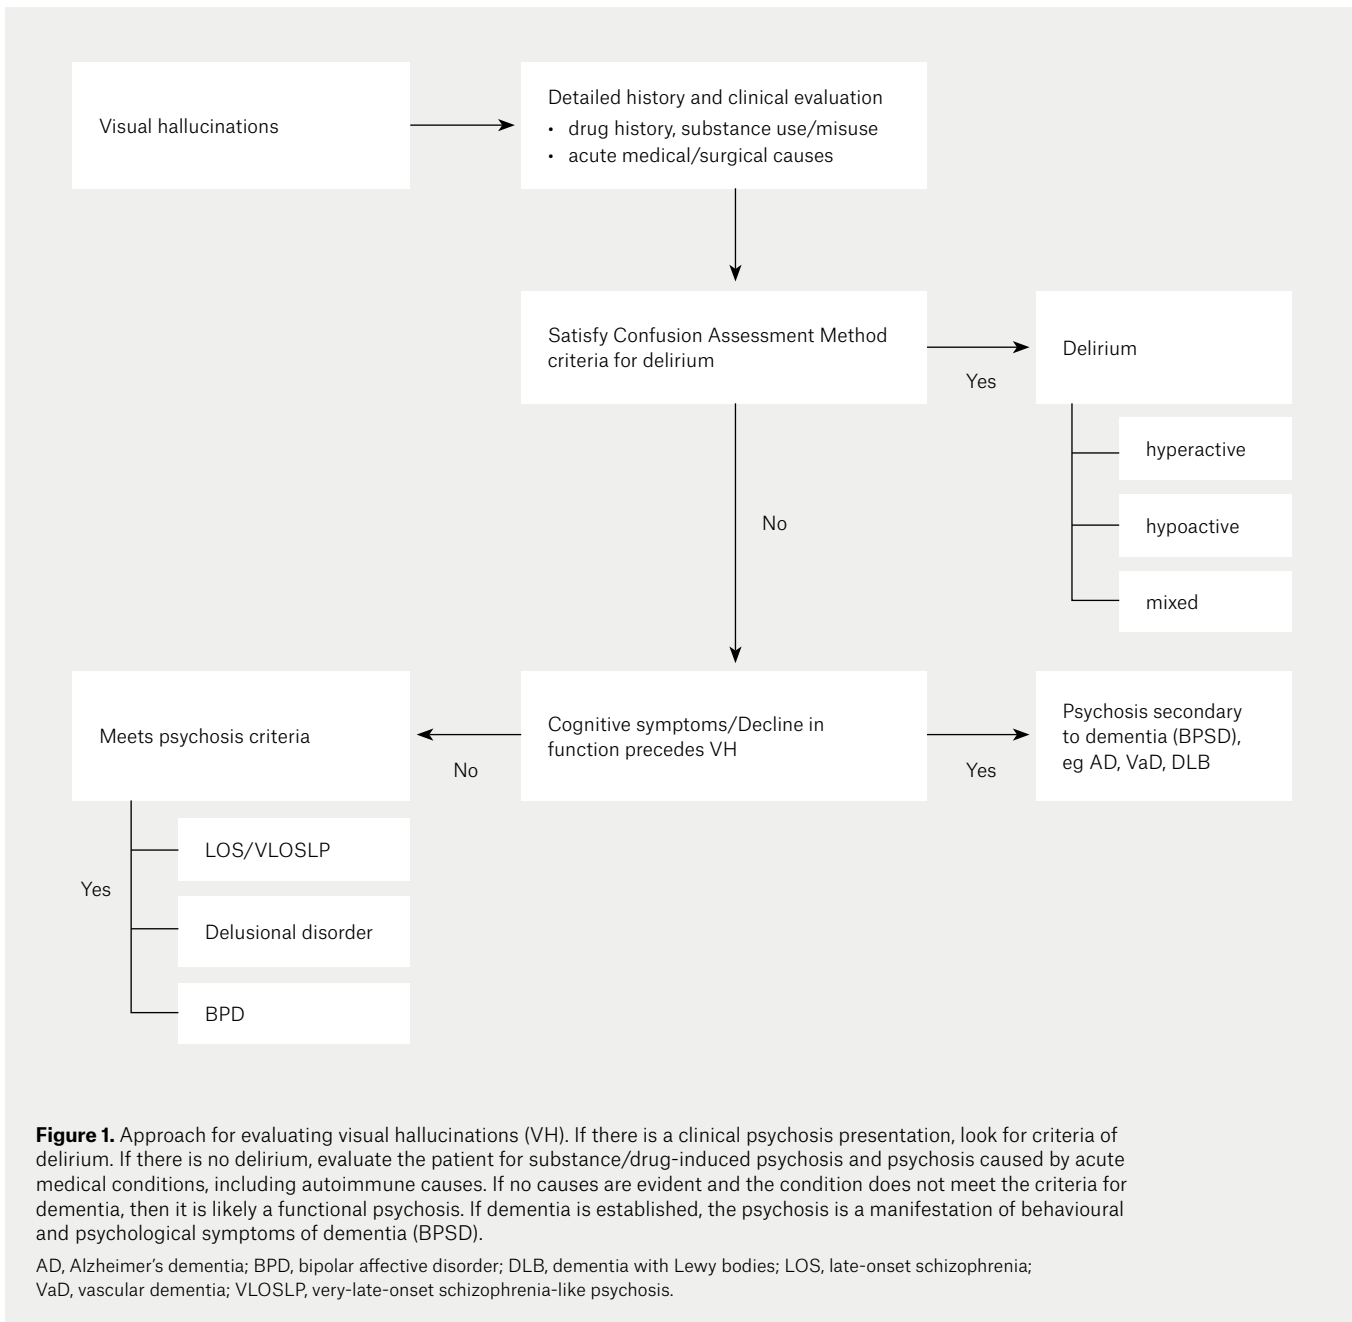 Visual hallucinations
Detailed history and clinical evaluation
• drug history, substance use/misuse
• acute medical/surgical causes
Satisfy Confusion Assessment Method
criteria for delirium
Yes
Delirium
hyperactive
hypoactive
mixed
No
Cognitive symptoms/Decline in
function precedes VH
Yes
Psychosis secondary
to dementia (BPSD),
eg AD, VaD, DLB
No
Meets psychosis criteria
Yes
LOS/VLOSLP
Delusional disorder
BPD
Figure 1. Approach for evaluating visual hallucinations (VH). If there is a clinical psychosis presentation, look for criteria of
delirium. If there is no delirium, evaluate the patient for substance/drug-induced psychosis and psychosis caused by acute
medical conditions, including autoimmune causes. If no causes are evident and the condition does not meet the criteria for
dementia, then it is likely a functional psychosis. If dementia is established, the psychosis is a manifestation of behavioural
and psychological symptoms of dementia (BPSD).
AD, Alzheimer’s dementia; BPD, bipolar affective disorder; DLB, dementia with Lewy bodies; LOS, late-onset schizophrenia;
VaD, vascular dementia; VLOSLP, very-late-onset schizophrenia-like psychosis.